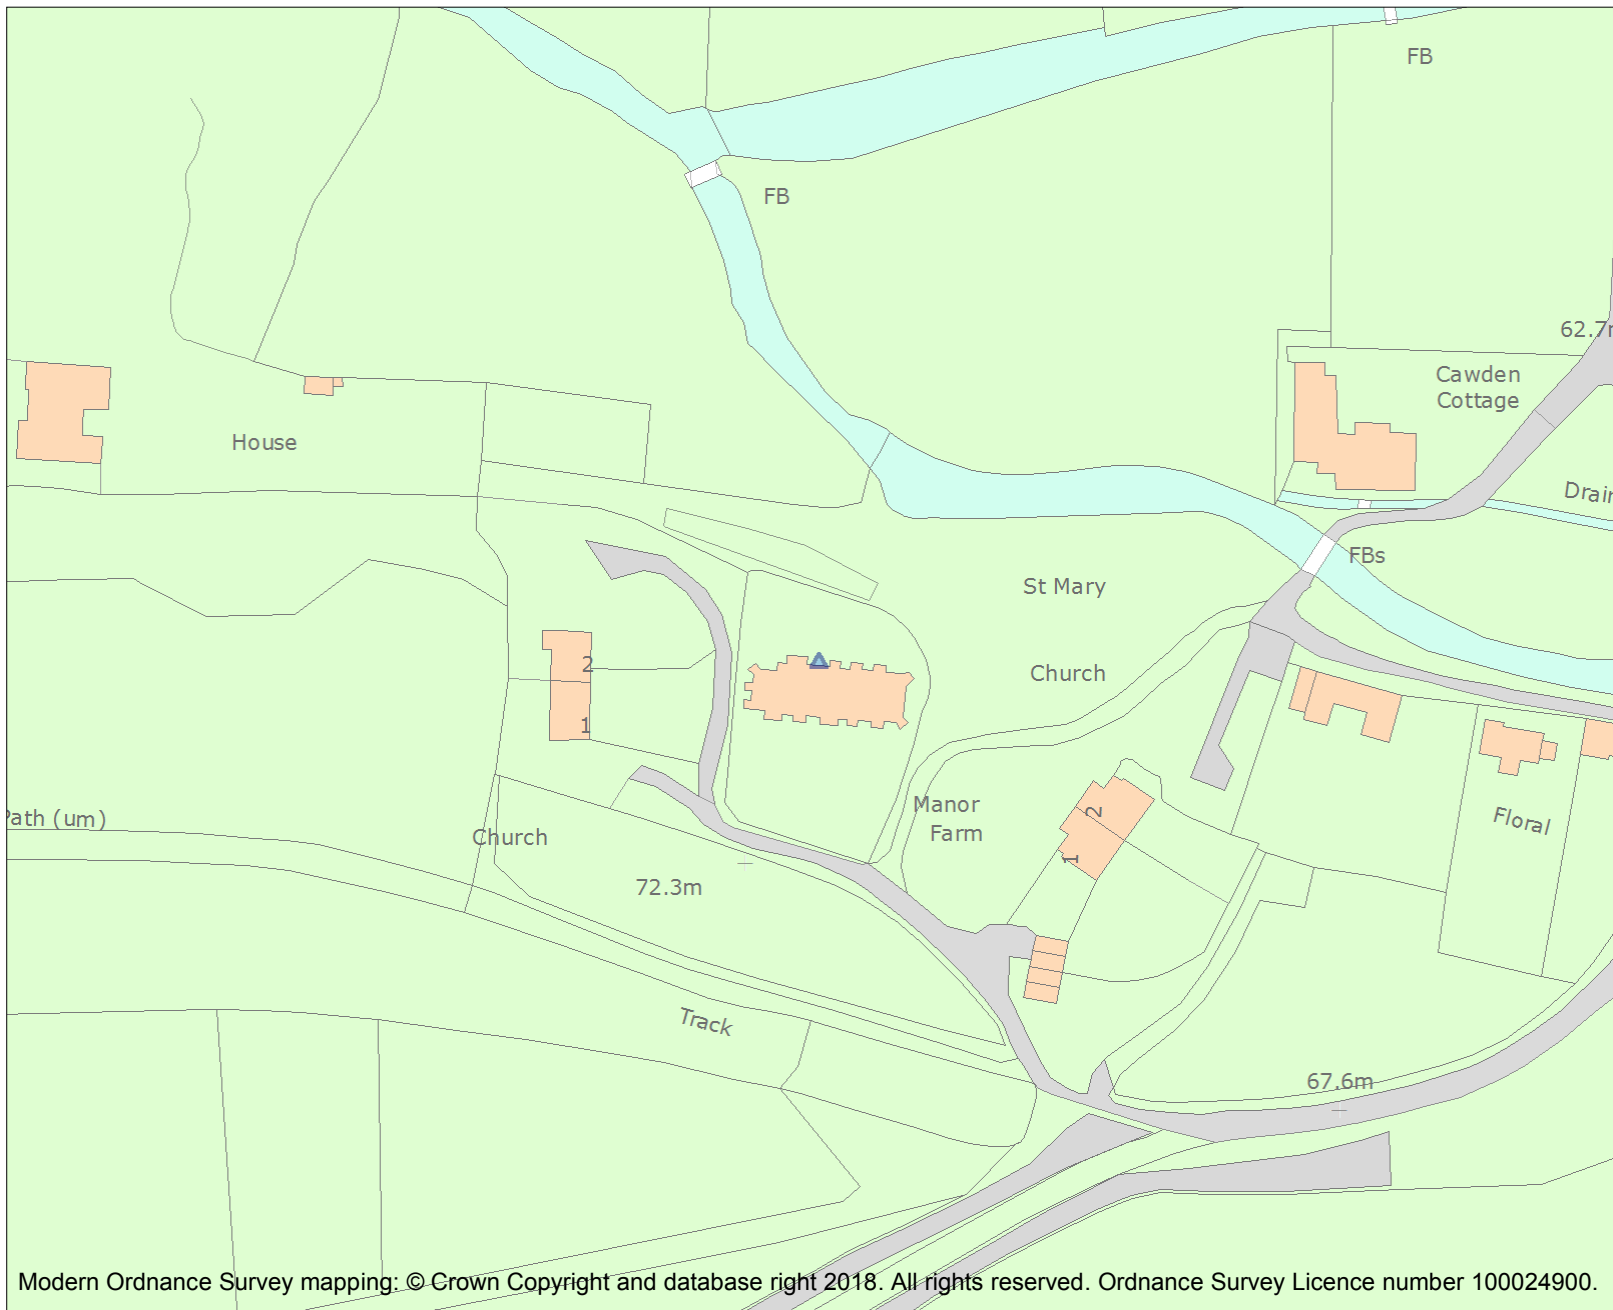 FB
FB
62.7m
Cawden
Cottage
House
Drain
FBs
St Mary
2
Church
1
Path (um)
Manor
Farm
2
1
Floral
Church
72.3m
Track
67.6m
Modern Ordnance Survey mapping: © Crown Copyright and database right 2018. All rights reserved. Ordnance Survey Licence number 100024900.